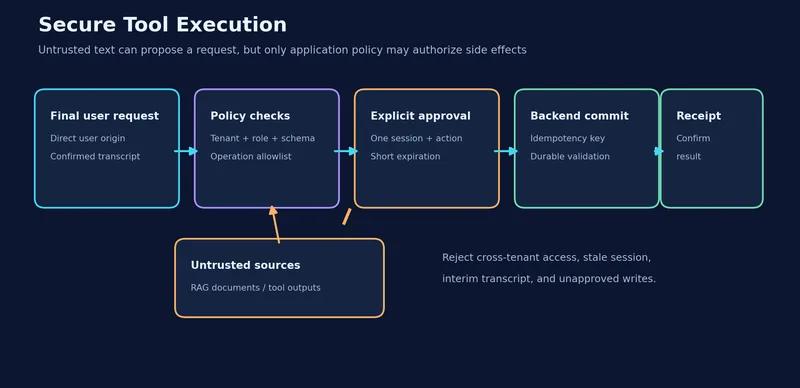 Secure Tool Execution
Untrusted text can propose a request, but only application policy may authorize side effects
Final user request
Direct user origin
Confirmed transcript
Policy checks
Tenant + role + schema
Operation allowlist
Explicit approval
One session + action
Short expiration
Backend commit
Idempotency key
Durable validation
Receipt
Confirm
result
Untrusted sources
RAG documents / tool outputs
Reject cross-tenant access, stale session,
interim transcript, and unapproved writes.